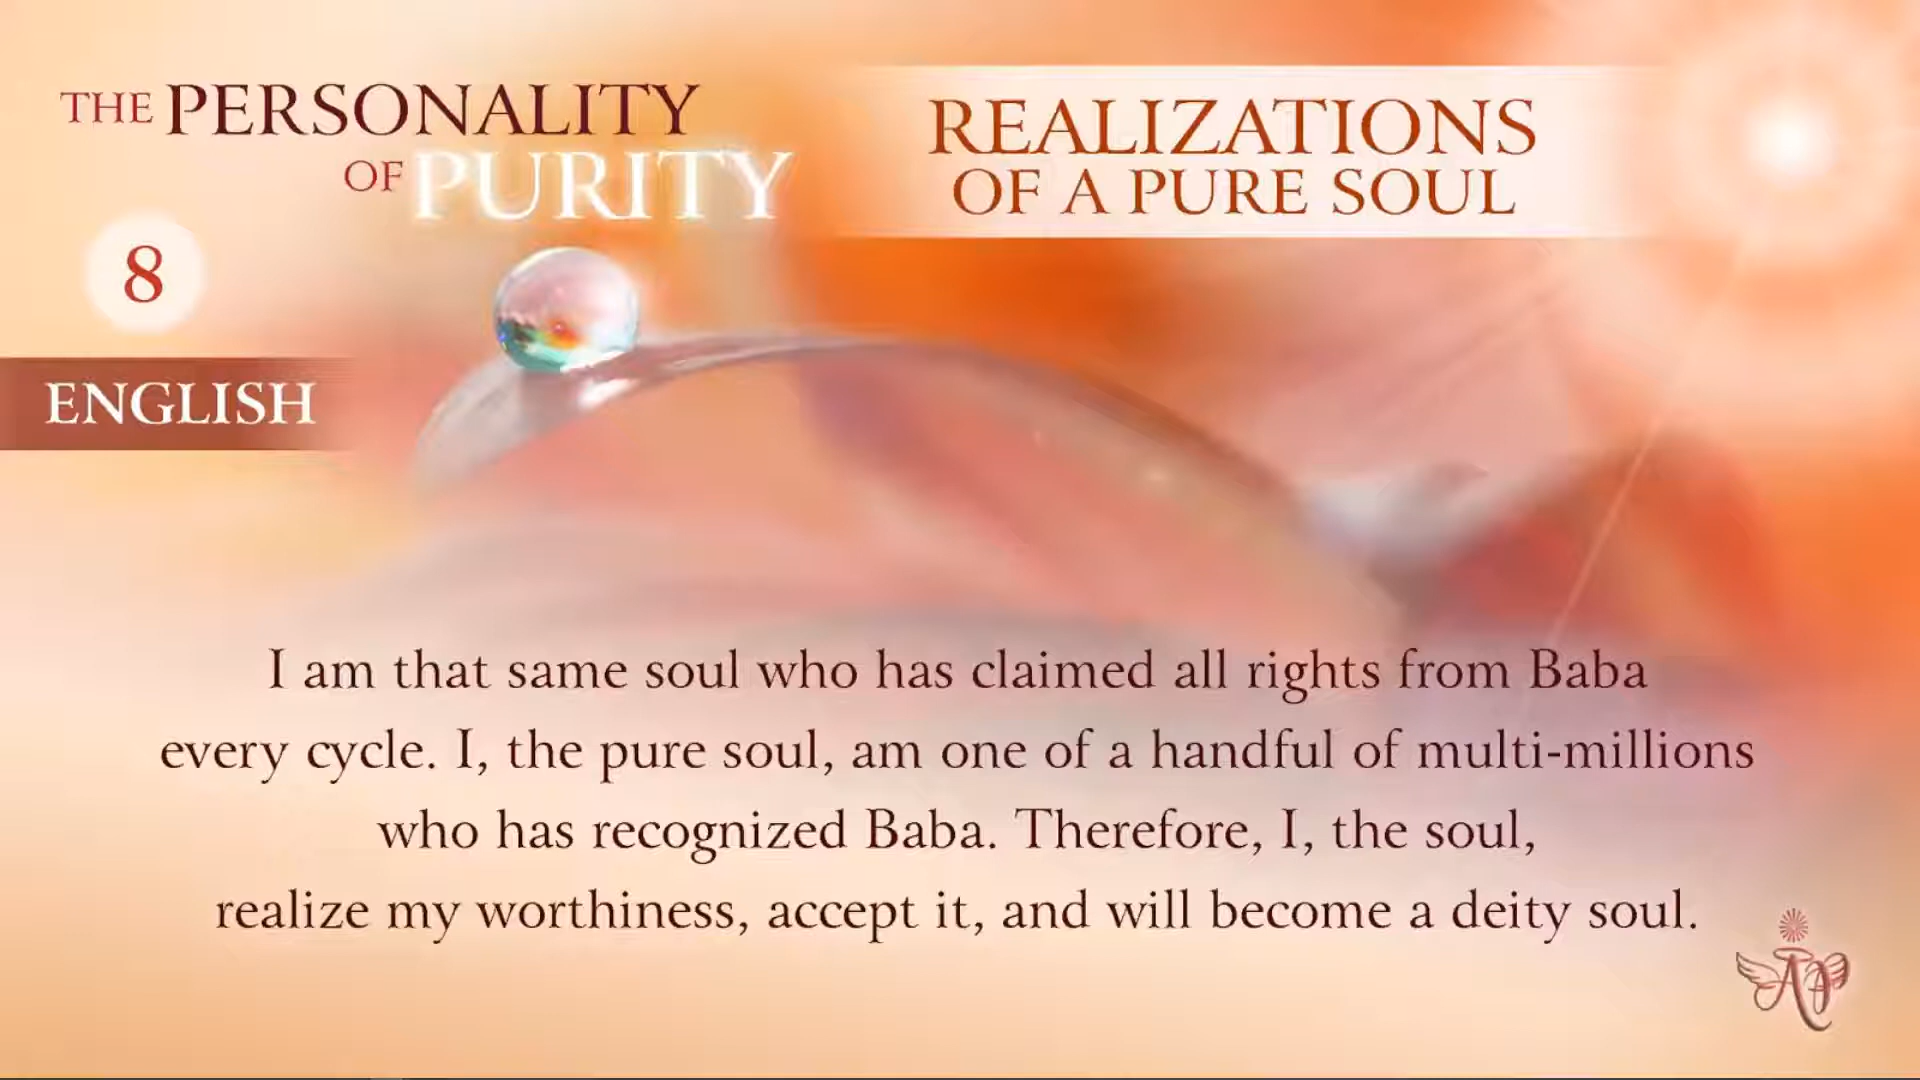 THE PERSONALITY
OF PURITY
REALIZATIONS
OF A PURE SOUL
8
ENGLISH
I am that same soul who has claimed all rights from Baba
every cycle. I, the pure soul, am one of a handful of multi-millions
who has recognized Baba. Therefore, I, the soul,
realize my worthiness, accept it, and will become a deity soul.